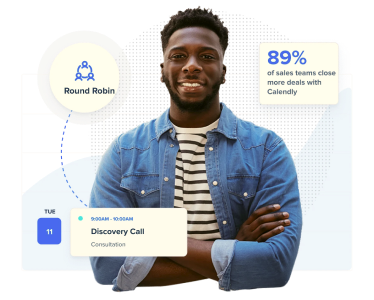 89%
of sales teams close
more deals with
Calendly
Round Robin
TUE
11
9:00AM - 10:00AM
Discovery Call
Consultation